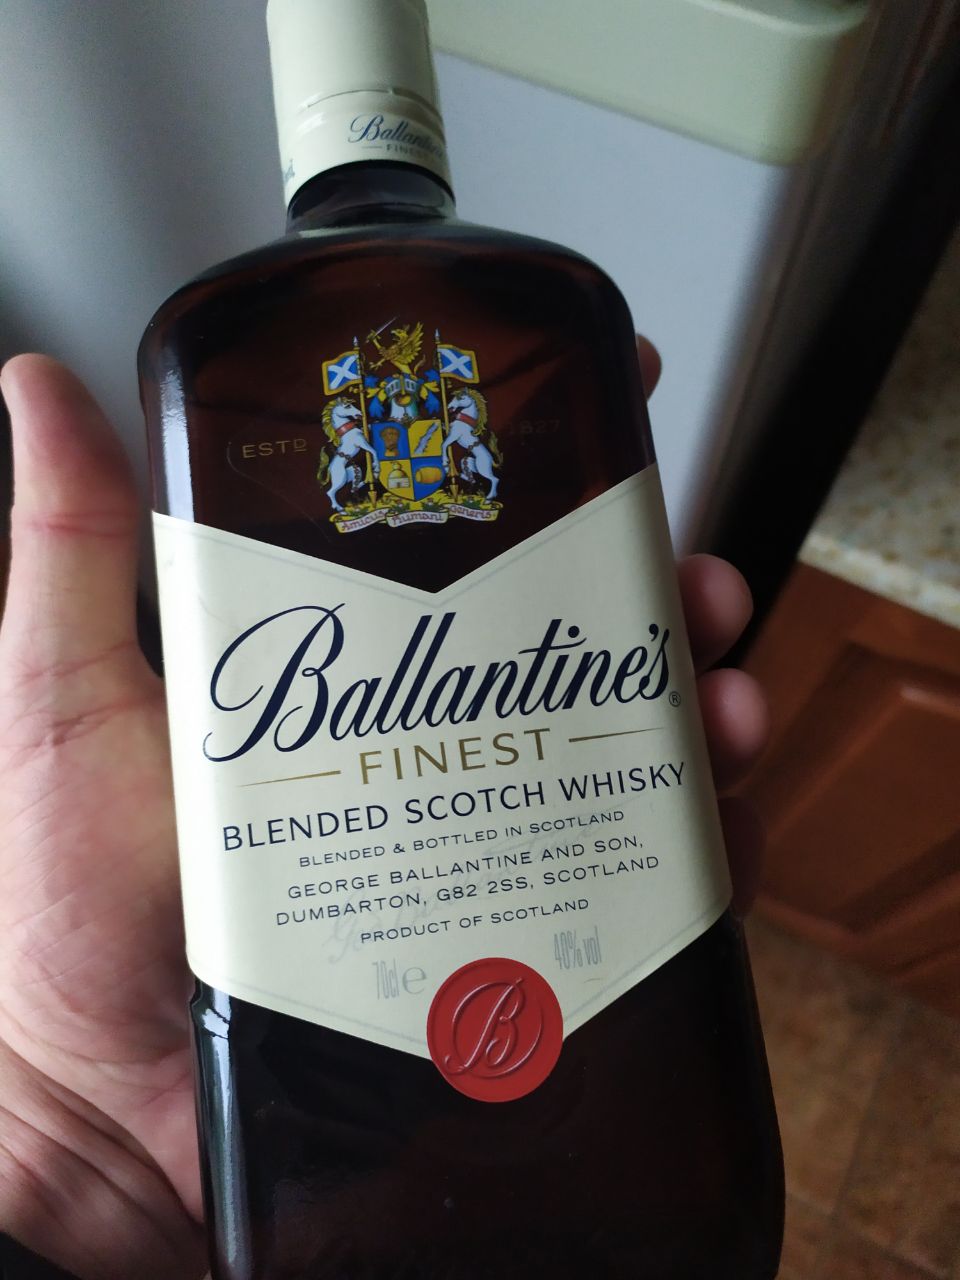 Ballantine's
FINEST
ESTD 1827
Amicus Humani Generis
Ballantine's®
FINEST
BLENDED SCOTCH WHISKY
BLENDED & BOTTLED IN SCOTLAND
GEORGE BALLANTINE AND SON,
DUMBARTON, G82 2SS, SCOTLAND
PRODUCT OF SCOTLAND
70cl e 40% vol
B